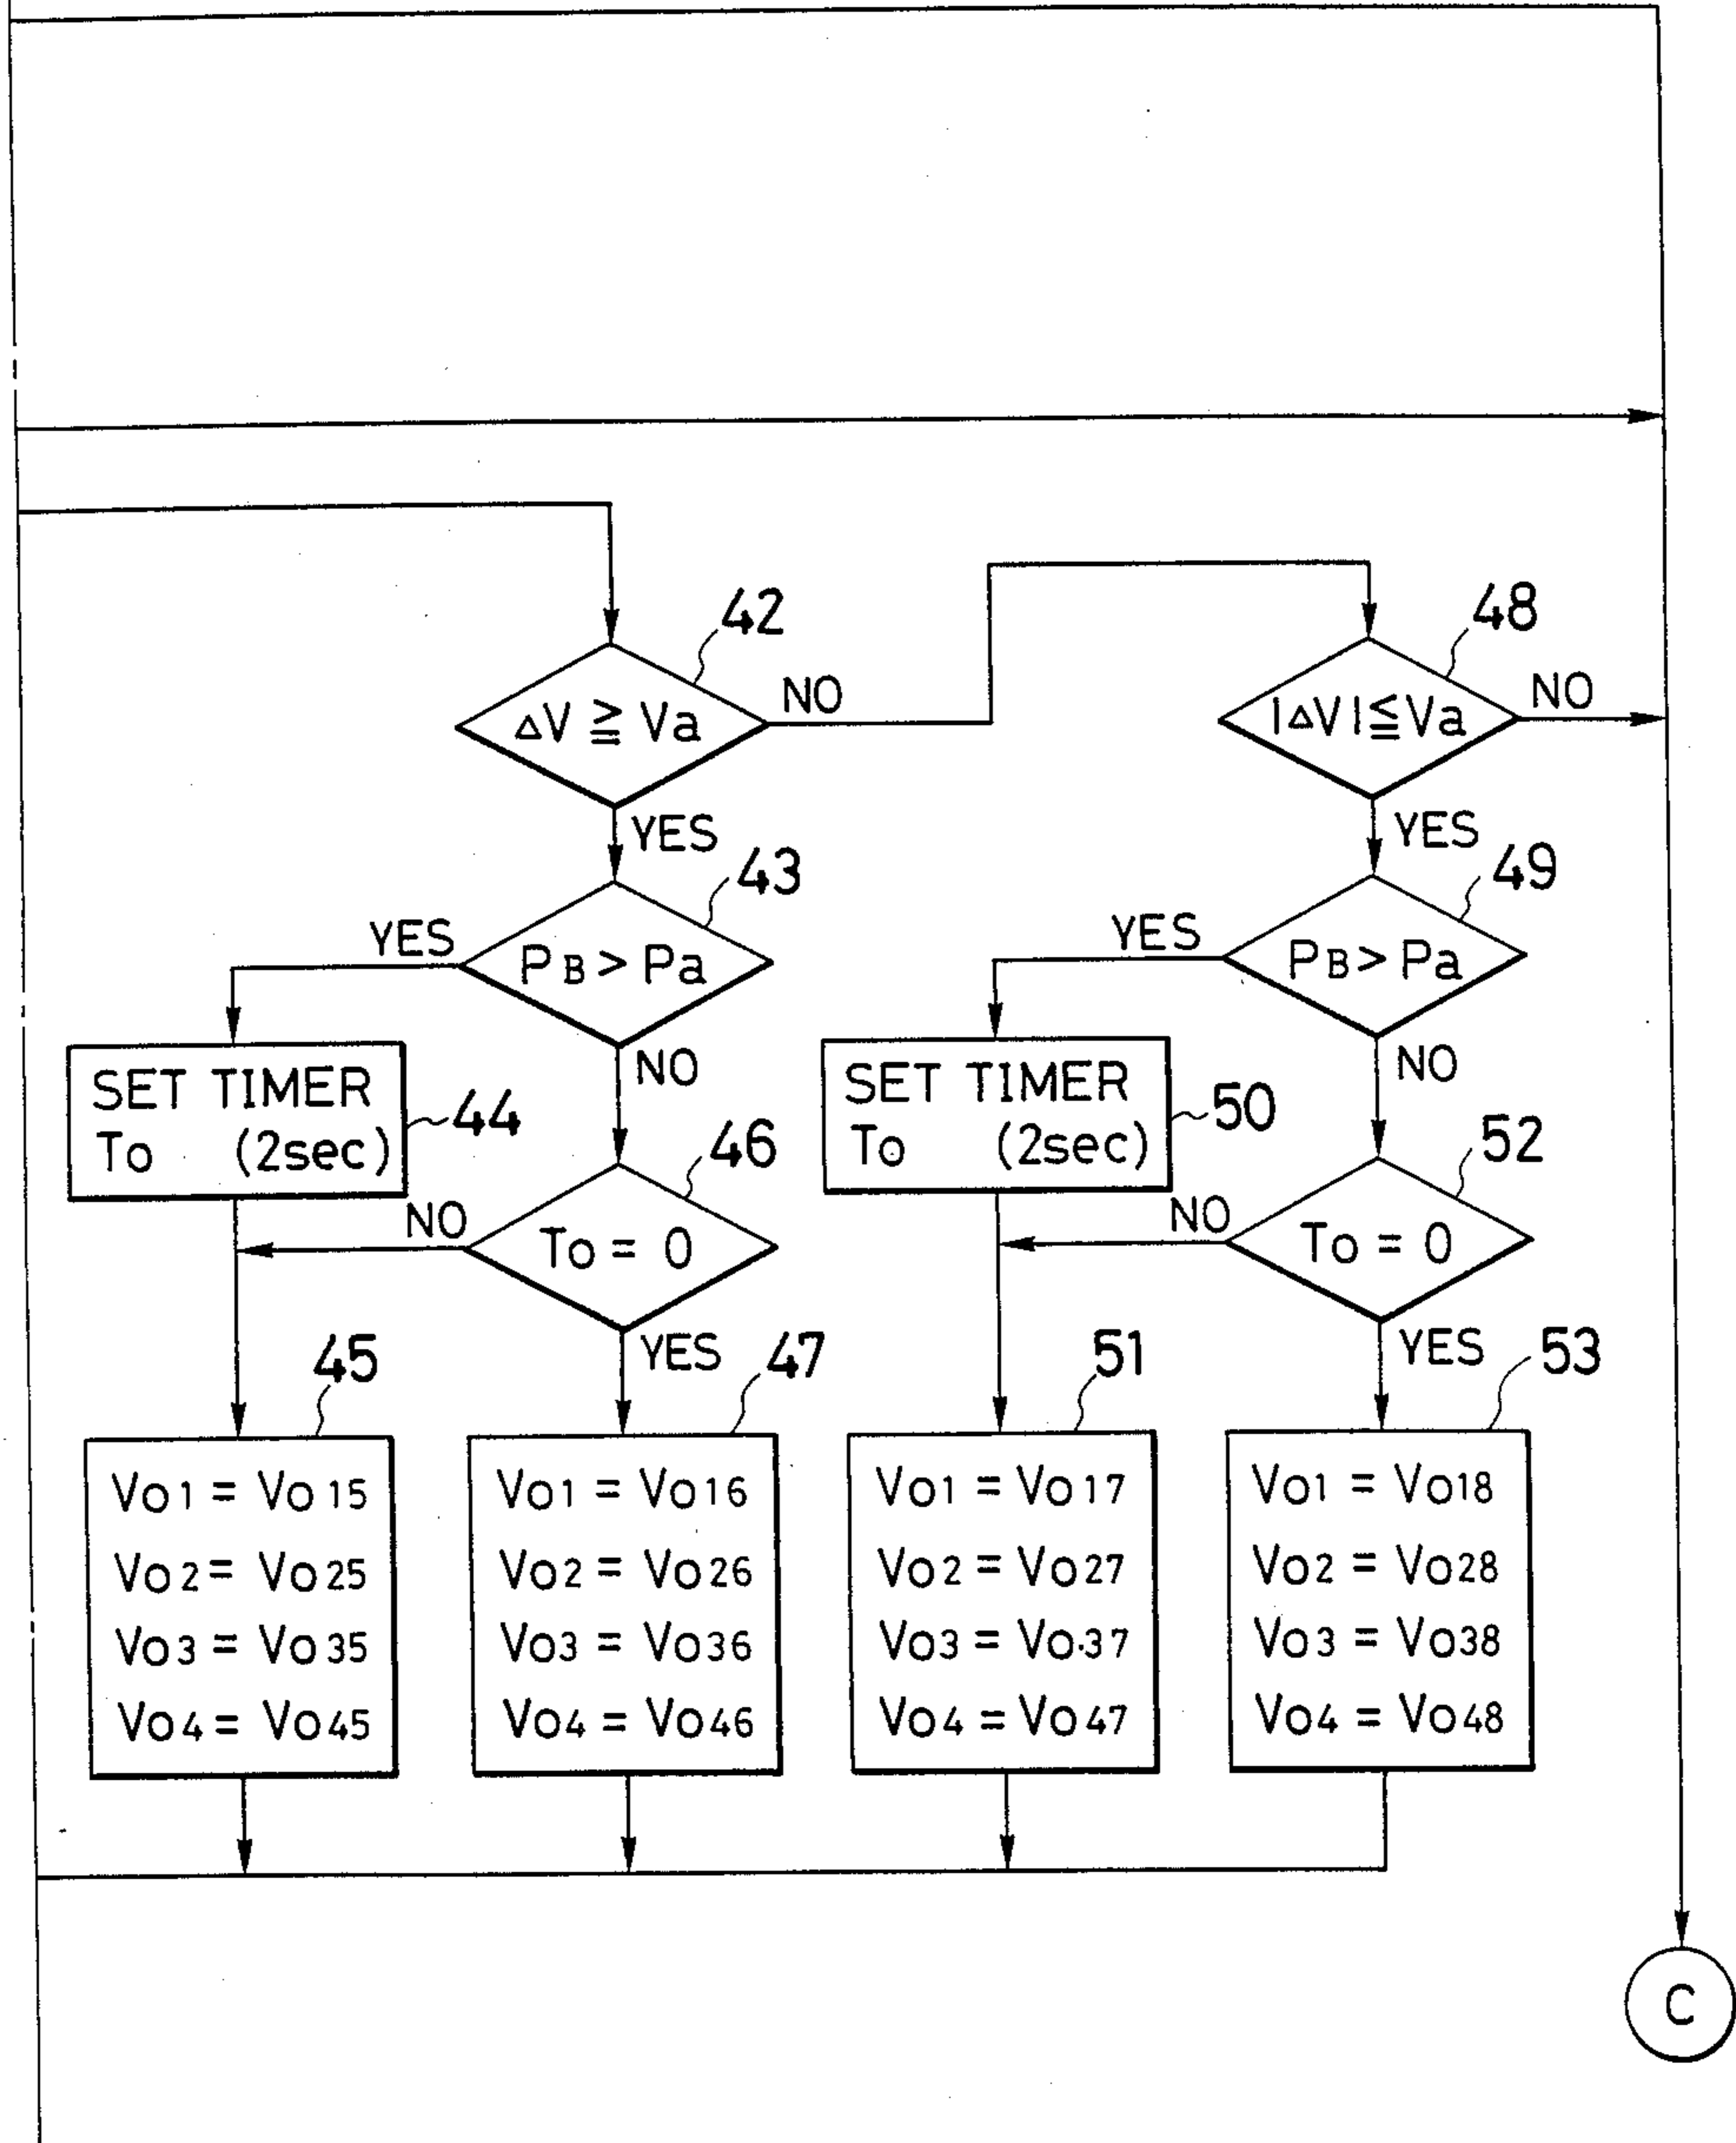 42
48
ΔV ≧ Va
NO
|ΔV| ≦ Va
NO
YES
YES
43
49
YES
PB > Pa
YES
PB > Pa
NO
NO
SET TIMER
To (2sec)
44
SET TIMER
To (2sec)
50
46
52
NO
To = 0
NO
To = 0
YES
YES
45
47
51
53
Vo1 = Vo15
Vo2 = Vo25
Vo3 = Vo35
Vo4 = Vo45
Vo1 = Vo16
Vo2 = Vo26
Vo3 = Vo36
Vo4 = Vo46
Vo1 = Vo17
Vo2 = Vo27
Vo3 = Vo37
Vo4 = Vo47
Vo1 = Vo18
Vo2 = Vo28
Vo3 = Vo38
Vo4 = Vo48
C